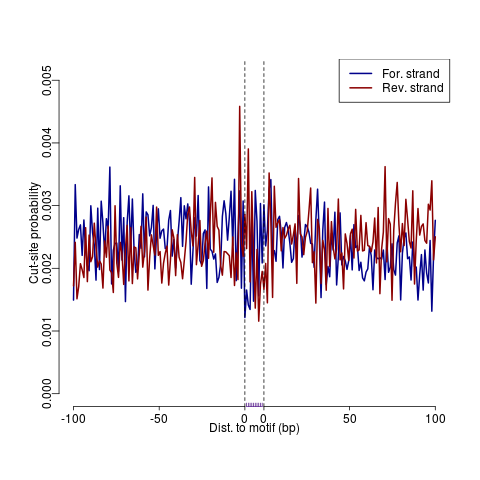 For. strand
Rev. strand
Cut-site probability
0.005
0.004
0.003
0.002
0.001
0.000
-100 -50 0 0 50 100
Dist. to motif (bp)